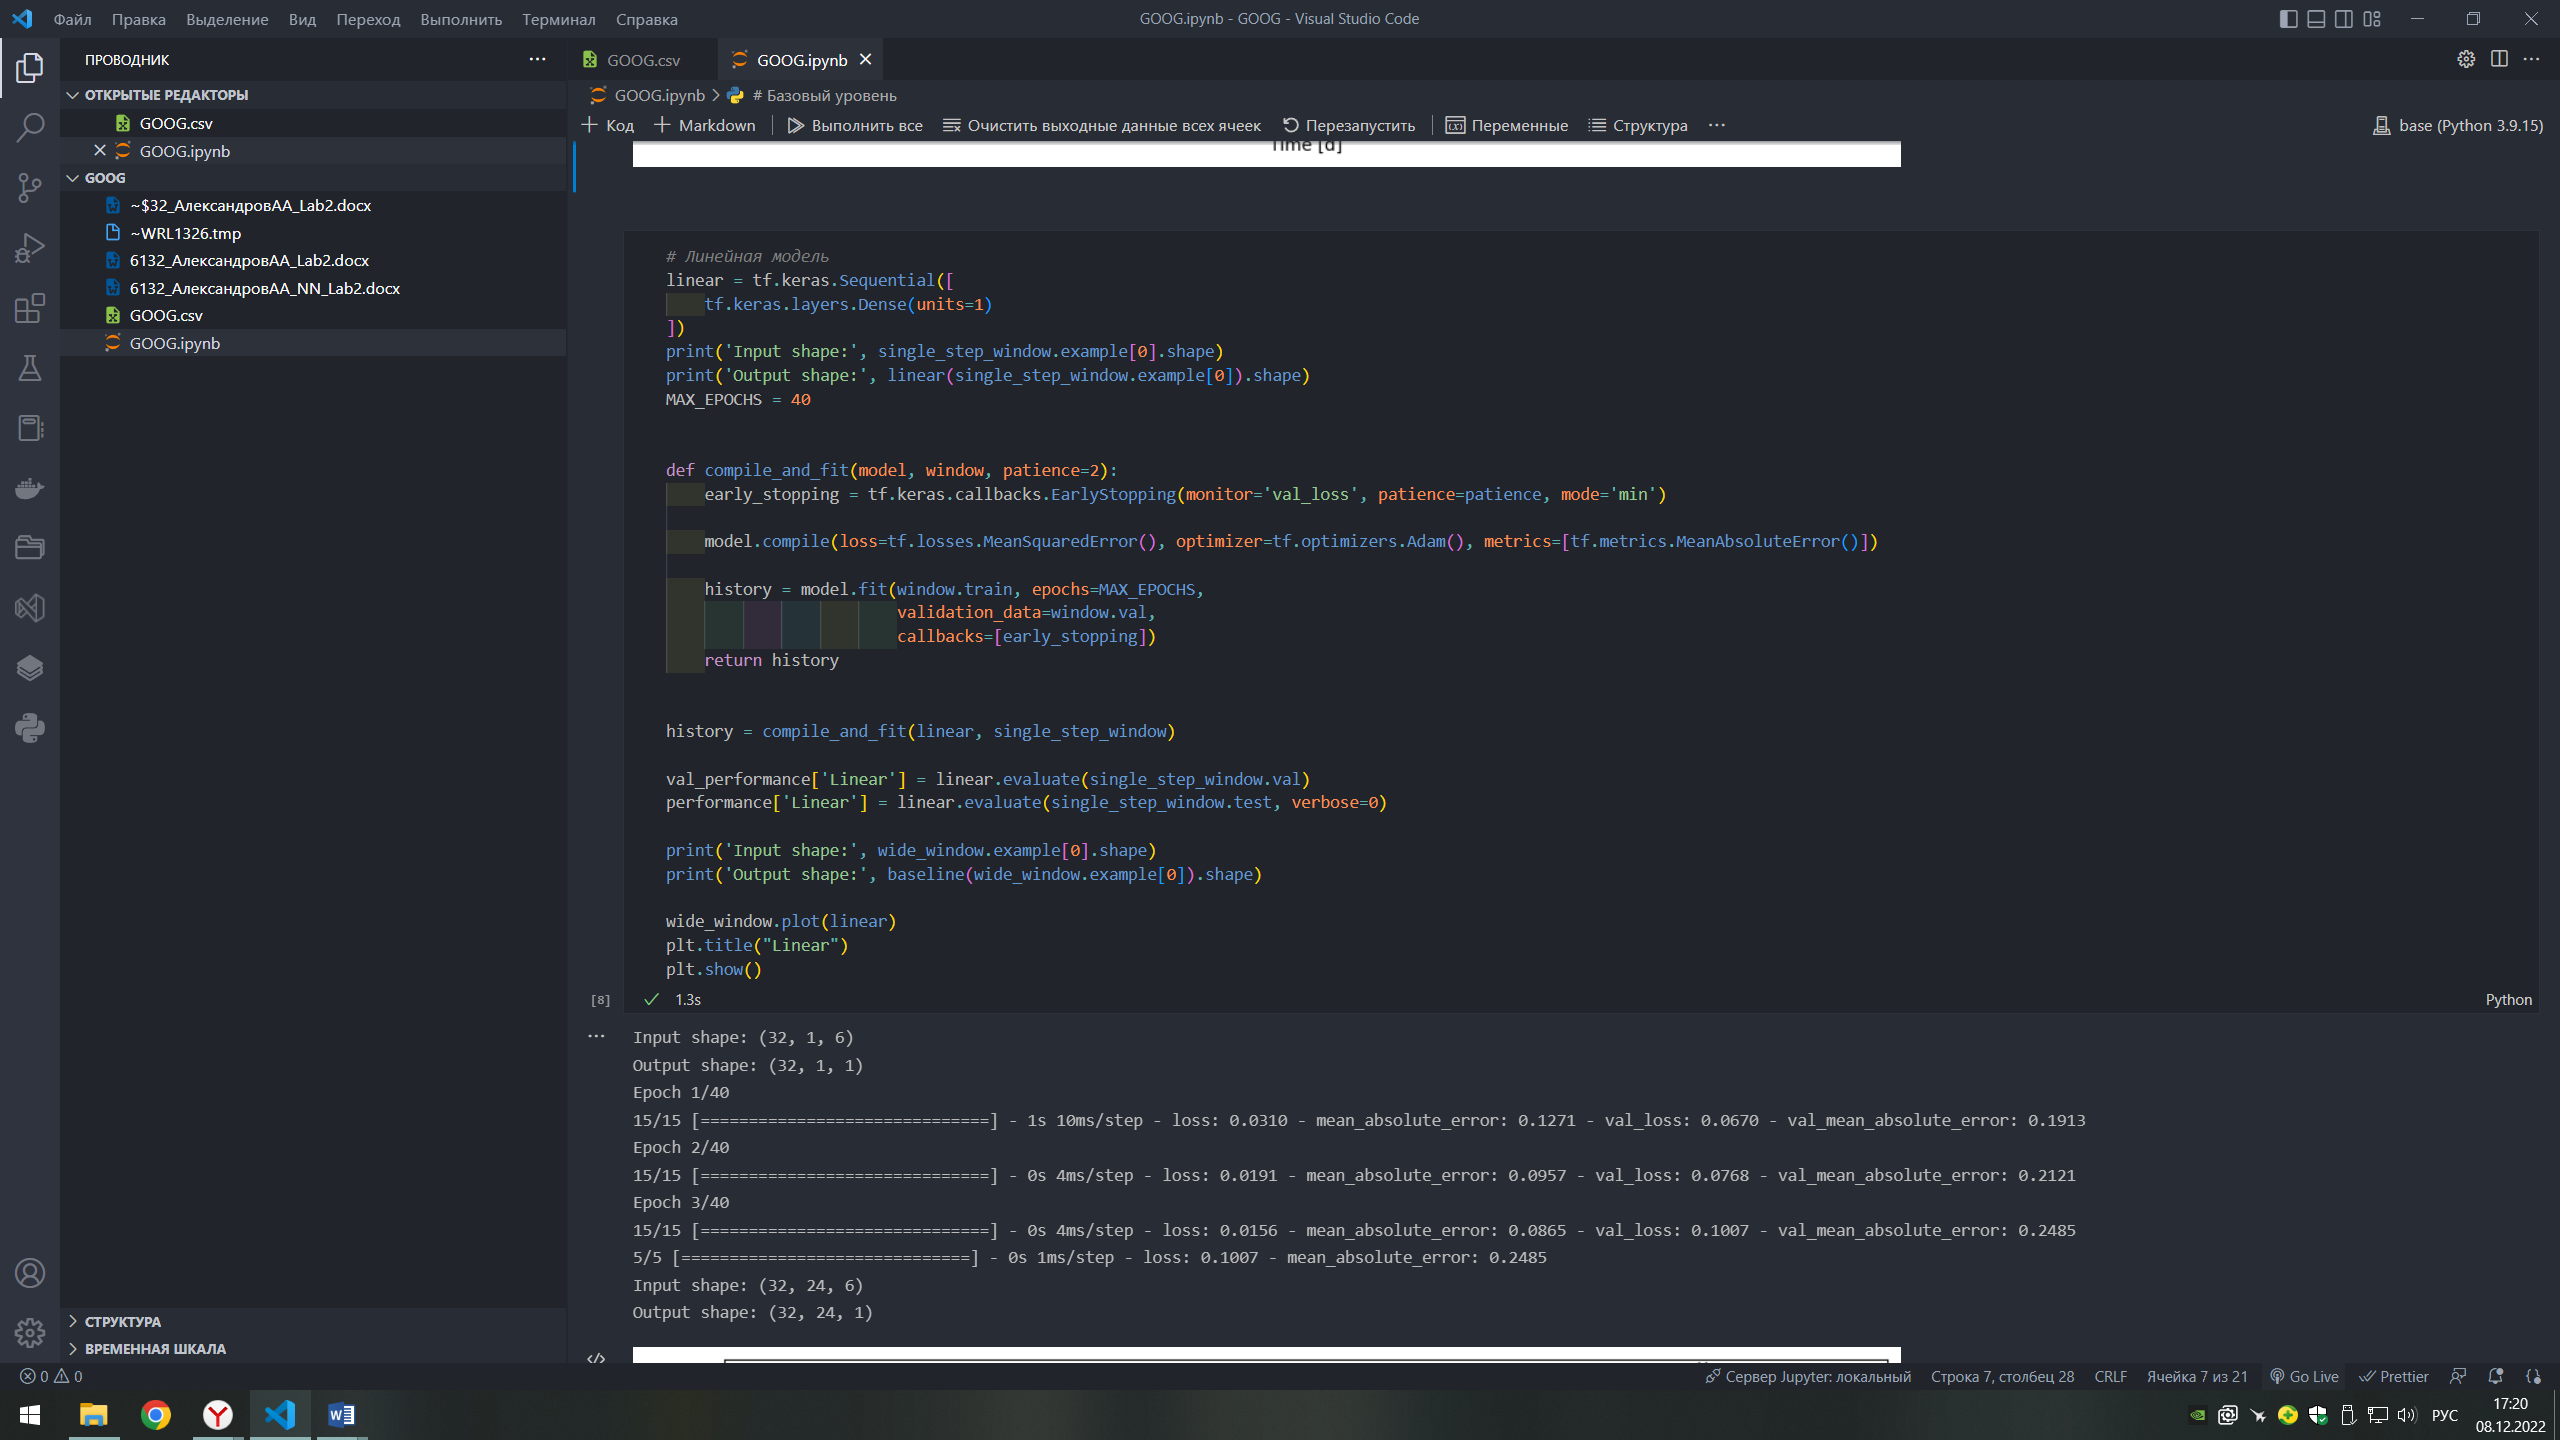 Файл Правка Выделение Вид Переход Выполнить Терминал Справка
GOOG.ipynb - GOOG - Visual Studio Code
ПРОВОДНИК
ОТКРЫТЫЕ РЕДАКТОРЫ
GOOG.csv
GOOG.ipynb
GOOG
~$32_АлександровАА_Lab2.docx
~WRL1326.tmp
6132_АлександровАА_Lab2.docx
6132_АлександровАА_NN_Lab2.docx
GOOG.csv
GOOG.ipynb
СТРУКТУРА
ВРЕМЕННАЯ ШКАЛА
GOOG.csv GOOG.ipynb
GOOG.ipynb > # Базовый уровень
+ Код + Markdown Выполнить все Очистить выходные данные всех ячеек Перезапустить Переменные Структура ... base (Python 3.9.15)
Time [d]
# Линейная модель
linear = tf.keras.Sequential([
    tf.keras.layers.Dense(units=1)
])
print('Input shape:', single_step_window.example[0].shape)
print('Output shape:', linear(single_step_window.example[0]).shape)
MAX_EPOCHS = 40
def compile_and_fit(model, window, patience=2):
    early_stopping = tf.keras.callbacks.EarlyStopping(monitor='val_loss', patience=patience, mode='min')
    model.compile(loss=tf.losses.MeanSquaredError(), optimizer=tf.optimizers.Adam(), metrics=[tf.metrics.MeanAbsoluteError()])
    history = model.fit(window.train, epochs=MAX_EPOCHS,
                        validation_data=window.val,
                        callbacks=[early_stopping])
    return history
history = compile_and_fit(linear, single_step_window)
val_performance['Linear'] = linear.evaluate(single_step_window.val)
performance['Linear'] = linear.evaluate(single_step_window.test, verbose=0)
print('Input shape:', wide_window.example[0].shape)
print('Output shape:', baseline(wide_window.example[0]).shape)
wide_window.plot(linear)
plt.title("Linear")
plt.show()
[8] 1.3s Python
Input shape: (32, 1, 6)
Output shape: (32, 1, 1)
Epoch 1/40
15/15 [==============================] - 1s 10ms/step - loss: 0.0310 - mean_absolute_error: 0.1271 - val_loss: 0.0670 - val_mean_absolute_error: 0.1913
Epoch 2/40
15/15 [==============================] - 0s 4ms/step - loss: 0.0191 - mean_absolute_error: 0.0957 - val_loss: 0.0768 - val_mean_absolute_error: 0.2121
Epoch 3/40
15/15 [==============================] - 0s 4ms/step - loss: 0.0156 - mean_absolute_error: 0.0865 - val_loss: 0.1007 - val_mean_absolute_error: 0.2485
5/5 [==============================] - 0s 1ms/step - loss: 0.1007 - mean_absolute_error: 0.2485
Input shape: (32, 24, 6)
Output shape: (32, 24, 1)
0 0 Сервер Jupyter: локальный Строка 7, столбец 28 CRLF Ячейка 7 из 21 Go Live Prettier
РУС
17:20
08.12.2022